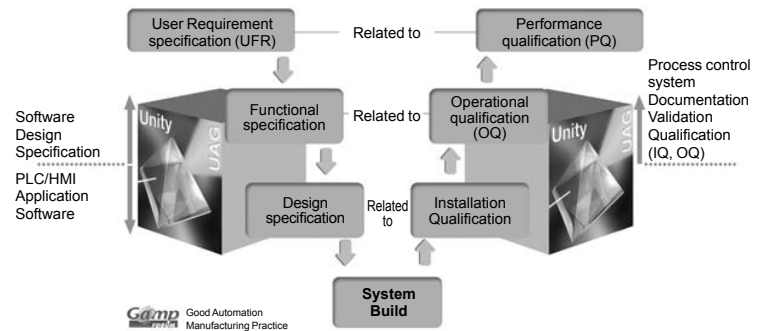 User Requirement
specification (UFR)
Related to
Performance
qualification (PQ)
Process control
system
Documentation
Validation
Qualification
(IQ, OQ)
Software
Design
Specification
PLC/HMI
Application
Software
Unity
UAG
Functional
specification
Related to
Operational
qualification
(OQ)
Unity
UAG
Design
specification
Related
to
Installation
Qualification
System
Build
Gamp
Good Automation
Manufacturing Practice